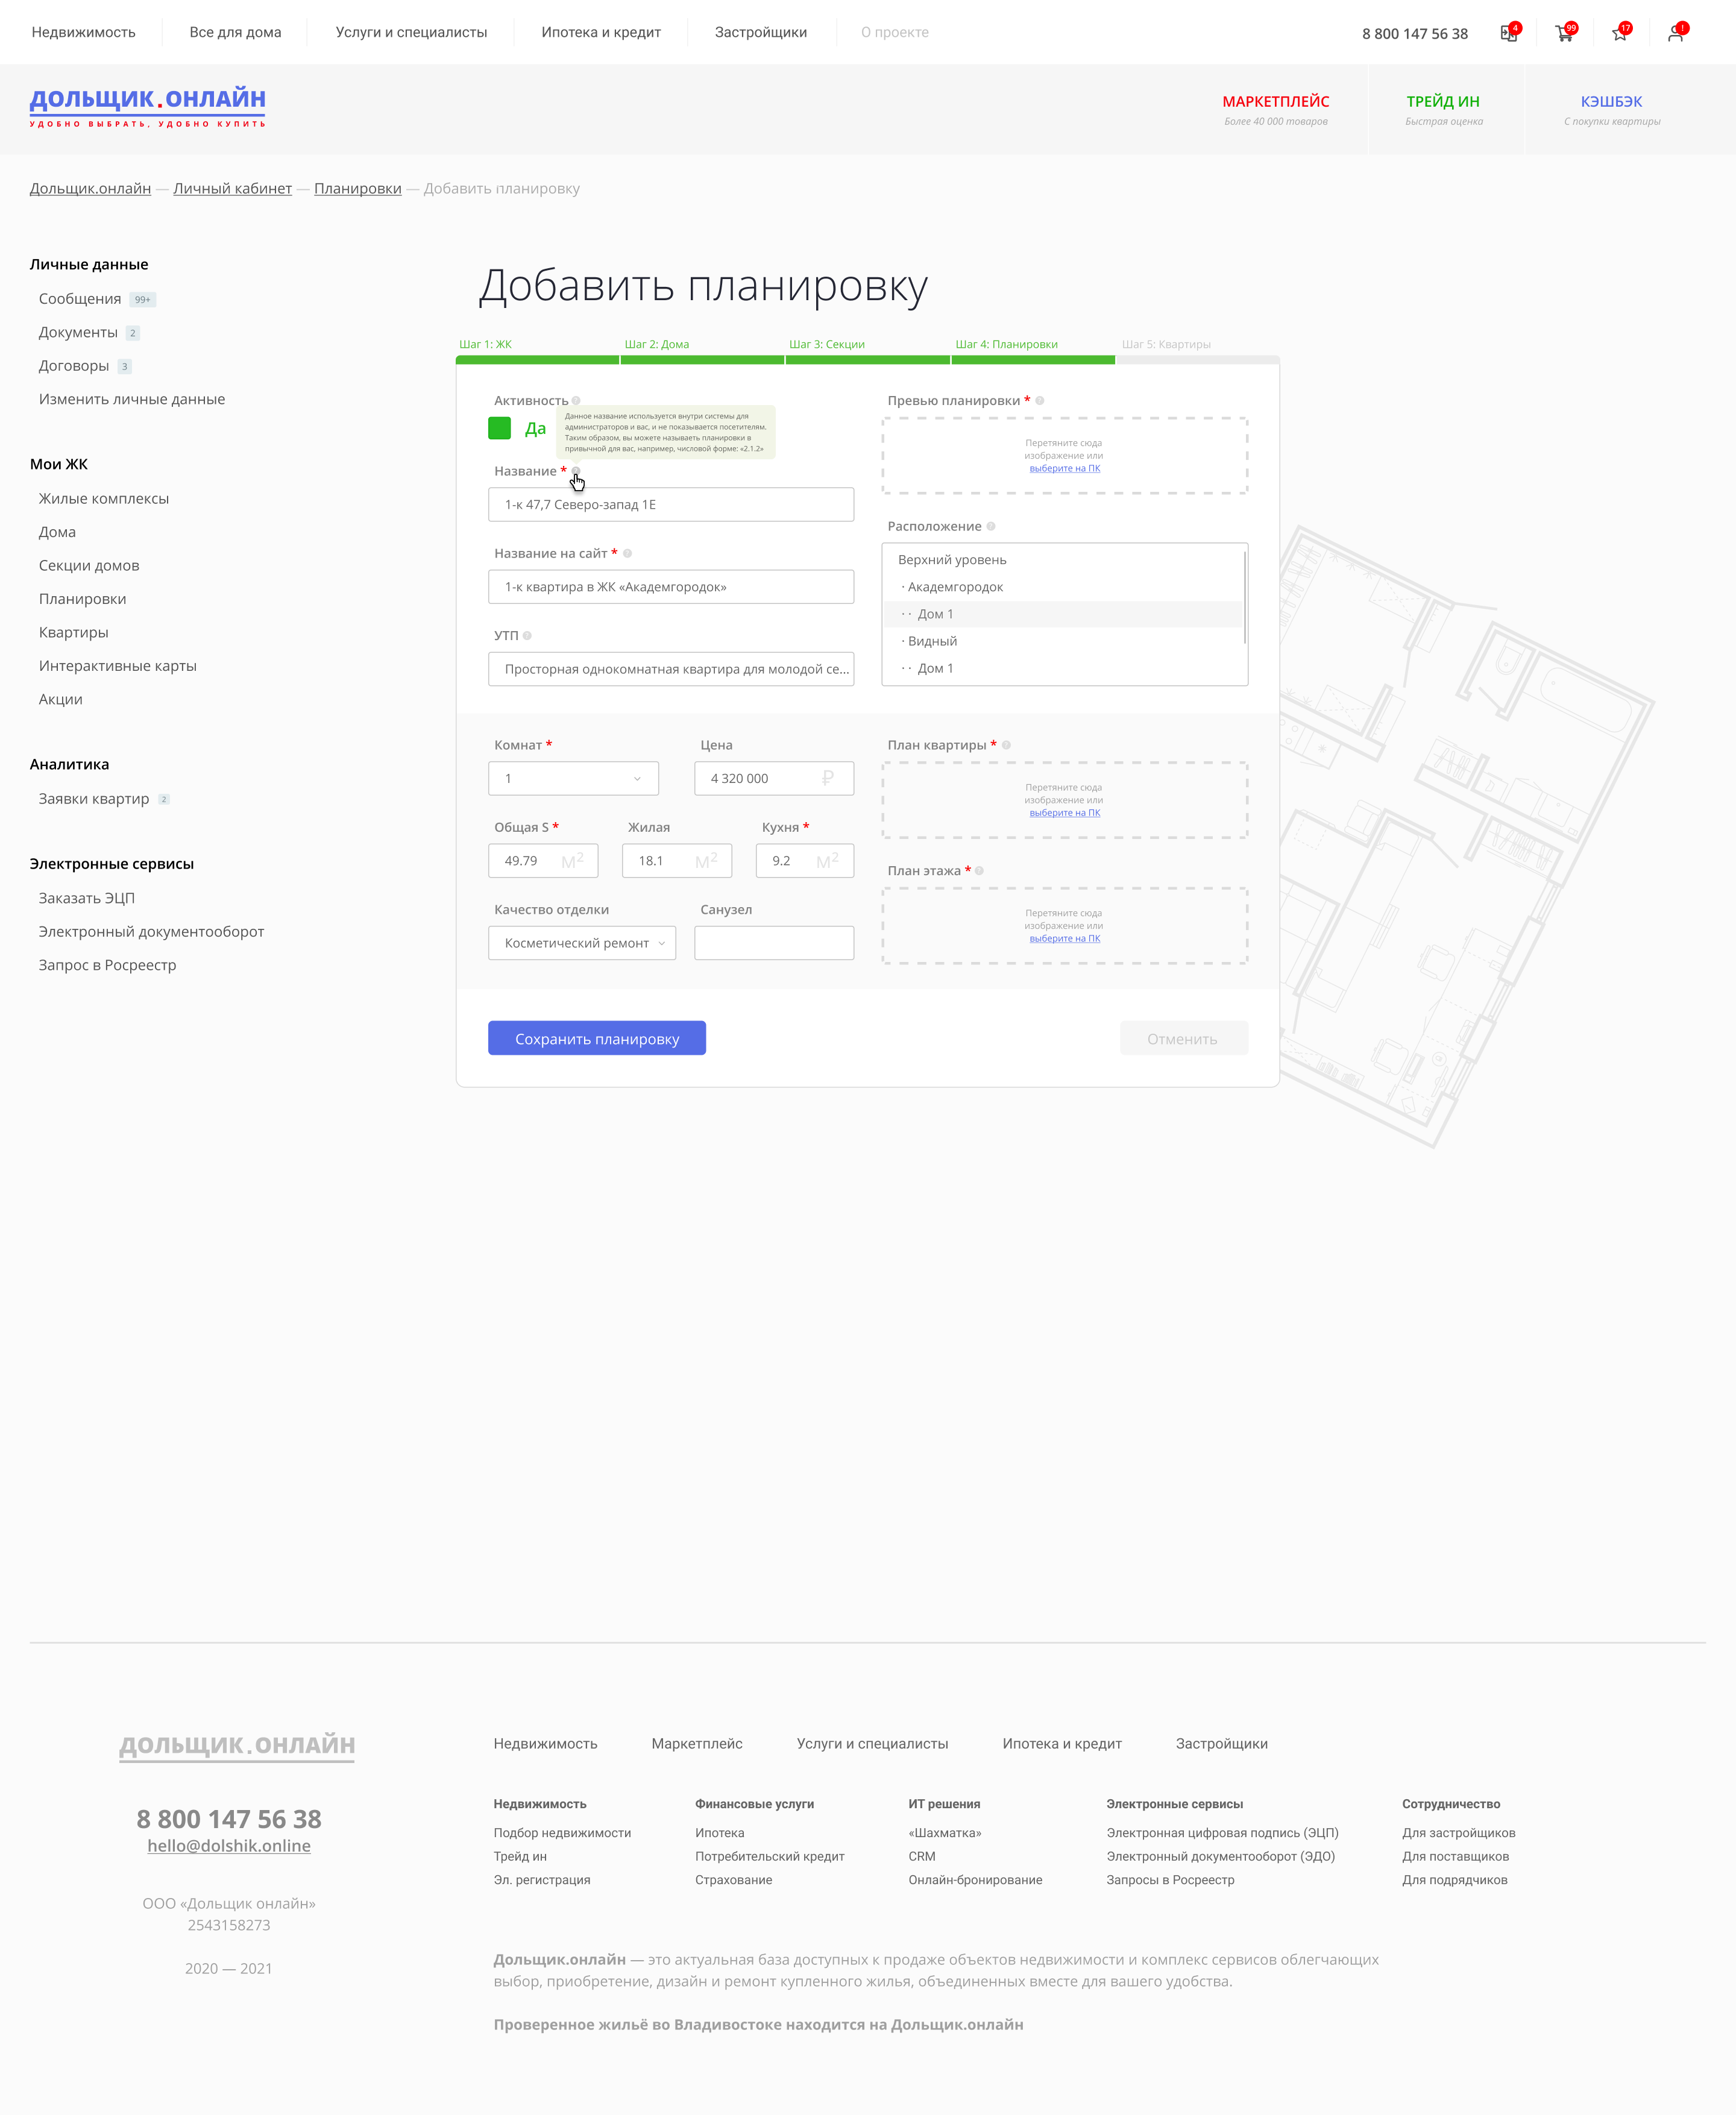 Недвижимость
Все для дома
Услуги и специалисты
Ипотека и кредит
Застройщики
О проекте
8 800 147 56 38
4
99
17
!
ДОЛЬЩИК.ОНЛАЙН
УДОБНО ВЫБРАТЬ, УДОБНО КУПИТЬ
МАРКЕТПЛЕЙС
Более 40 000 товаров
ТРЕЙД ИН
Быстрая оценка
КЭШБЭК
С покупки квартиры
Дольщик.онлайн — Личный кабинет — Планировки — Добавить планировку
Личные данные
Сообщения 99+
Документы 2
Договоры 3
Изменить личные данные
Мои ЖК
Жилые комплексы
Дома
Секции домов
Планировки
Квартиры
Интерактивные карты
Акции
Аналитика
Заявки квартир 2
Электронные сервисы
Заказать ЭЦП
Электронный документооборот
Запрос в Росреестр
Добавить планировку
Шаг 1: ЖК
Шаг 2: Дома
Шаг 3: Секции
Шаг 4: Планировки
Шаг 5: Квартиры
Активность ?
Да
Данное название используется внутри системы для
администраторов и вас, и не показывается посетителям.
Таким образом, вы можете называеть планировки в
привычной для вас, например, числовой форме: «2.1.2»
Название *
1-к 47,7 Северо-запад 1Е
Название на сайт * ?
1-к квартира в ЖК «Академгородок»
УТП ?
Просторная однокомнатная квартира для молодой се...
Превью планировки * ?
Перетяните сюда
изображение или
выберите на ПК
Расположение ?
Верхний уровень
· Академгородок
· · Дом 1
· Видный
· · Дом 1
Комнат *
1
Цена
4 320 000 ₽
Общая S *
49.79 м²
Жилая
18.1 м²
Кухня *
9.2 м²
Качество отделки
Косметический ремонт
Санузел
План квартиры * ?
Перетяните сюда
изображение или
выберите на ПК
План этажа * ?
Перетяните сюда
изображение или
выберите на ПК
Сохранить планировку
Отменить
ДОЛЬЩИК.ОНЛАЙН
8 800 147 56 38
hello@dolshik.online
ООО «Дольщик онлайн»
2543158273
2020 — 2021
Недвижимость
Маркетплейс
Услуги и специалисты
Ипотека и кредит
Застройщики
Недвижимость
Подбор недвижимости
Трейд ин
Эл. регистрация
Финансовые услуги
Ипотека
Потребительский кредит
Страхование
ИТ решения
«Шахматка»
CRM
Онлайн-бронирование
Электронные сервисы
Электронная цифровая подпись (ЭЦП)
Электронный документооборот (ЭДО)
Запросы в Росреестр
Сотрудничество
Для застройщиков
Для поставщиков
Для подрядчиков
Дольщик.онлайн — это актуальная база доступных к продаже объектов недвижимости и комплекс сервисов облегчающих
выбор, приобретение, дизайн и ремонт купленного жилья, объединенных вместе для вашего удобства.
Проверенное жильё во Владивостоке находится на Дольщик.онлайн